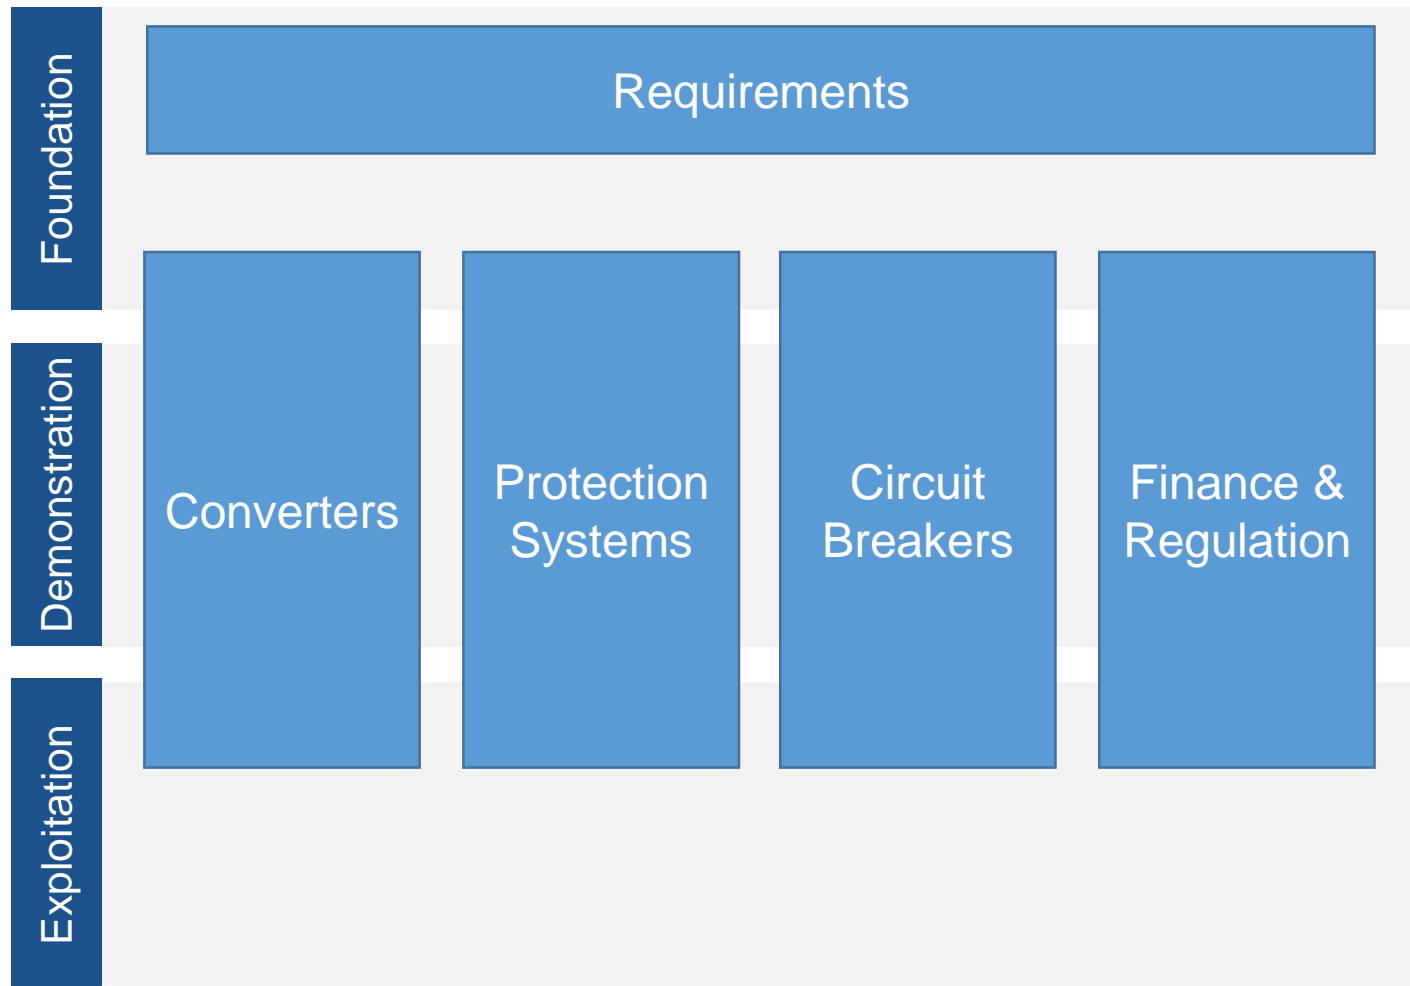 Foundation
Requirements
Demonstration
Converters
Protection
Systems
Circuit
Breakers
Finance &
Regulation
Exploitation